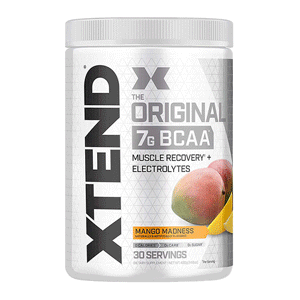 XTEND
X
THE
ORIGINAL
7G BCAA
MUSCLE RECOVERY +
ELECTROLYTES
MANGO MADNESS
30 SERVINGS